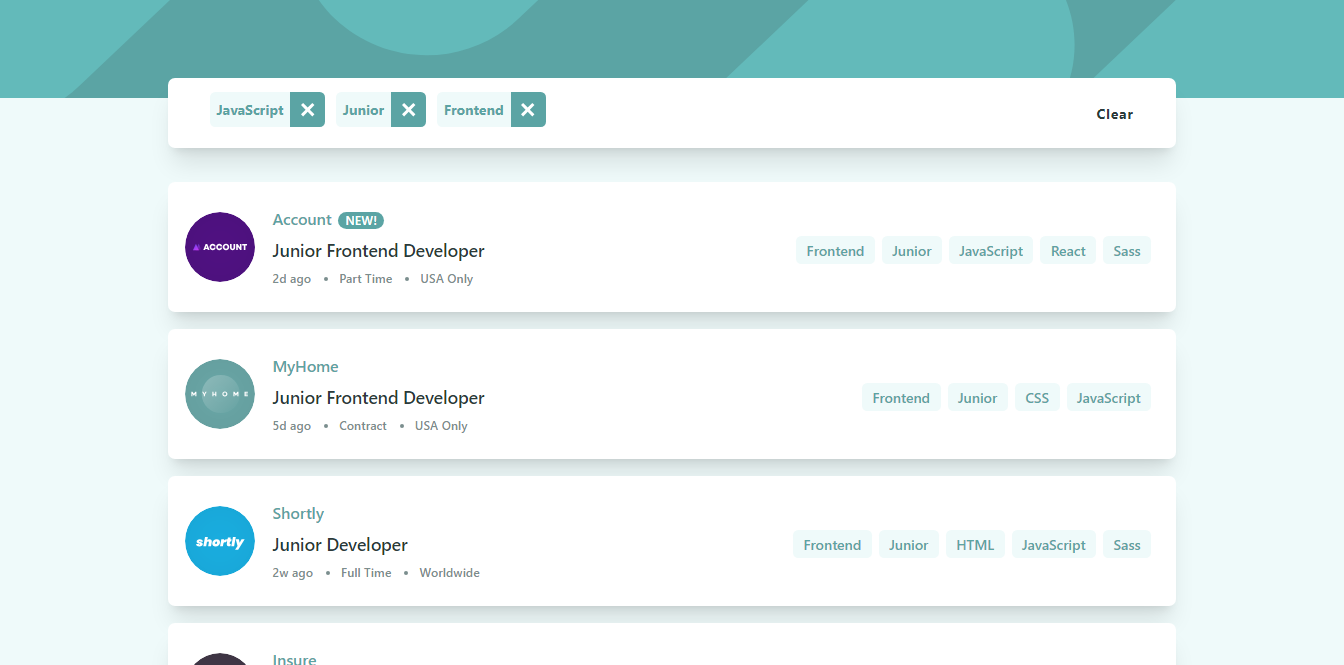 JavaScript Junior Frontend Clear
ACCOUNT
Account NEW!
Junior Frontend Developer
2d ago • Part Time • USA Only
Frontend Junior JavaScript React Sass
MYHOME
MyHome
Junior Frontend Developer
5d ago • Contract • USA Only
Frontend Junior CSS JavaScript
shortly
Shortly
Junior Developer
2w ago • Full Time • Worldwide
Frontend Junior HTML JavaScript Sass
Insure